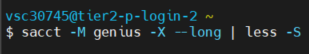 vsc30745@tier2-p-login-2 ~
$ sacct -M genius -X --long | less -S